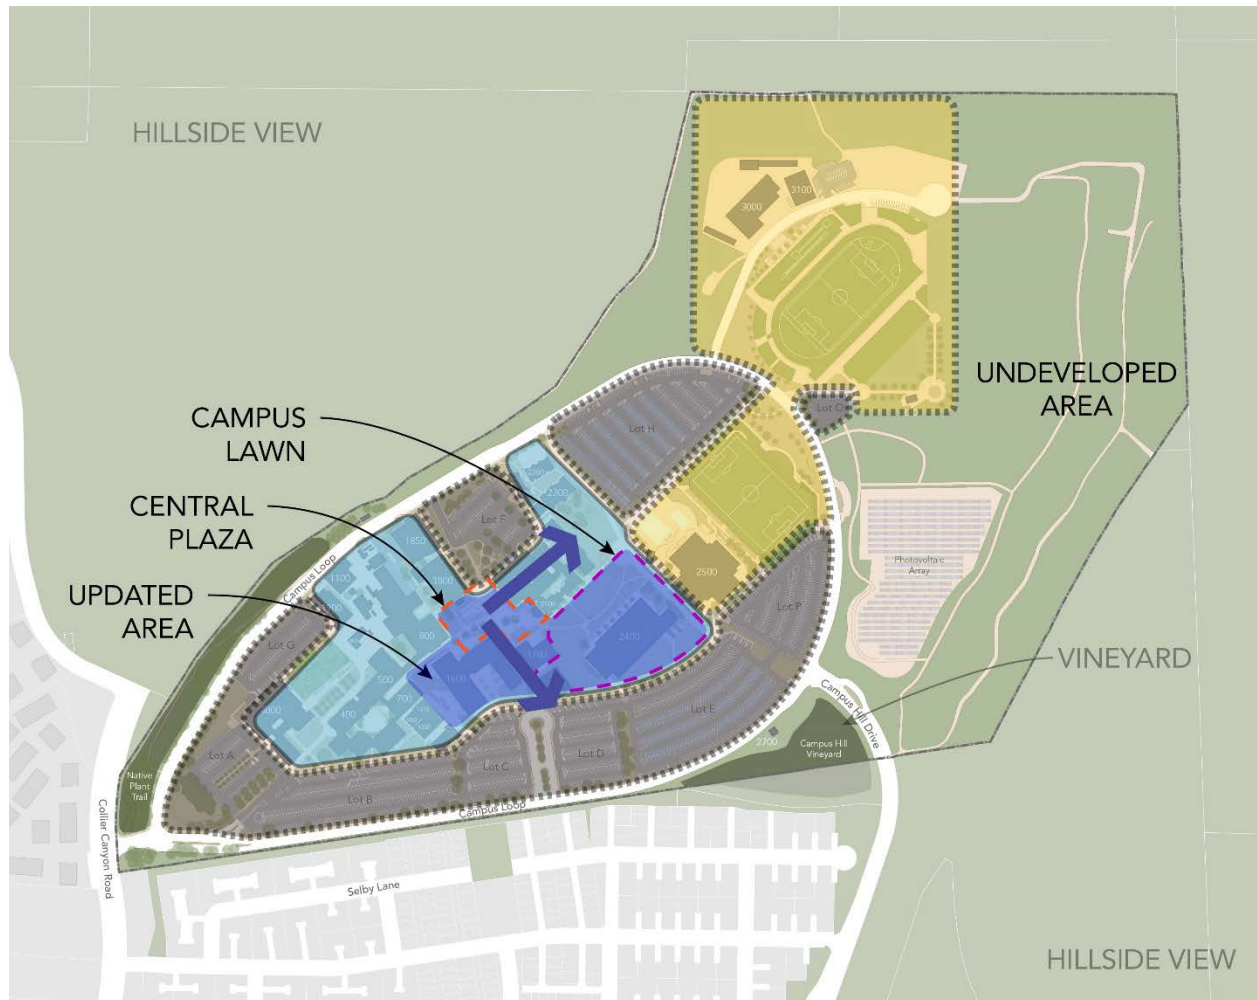 HILLSIDE VIEW
3100
3000
UNDEVELOPED
AREA
Lot O
CAMPUS
LAWN
Lot H
CENTRAL
PLAZA
Lot F
2300
1850
Campus Loop
1100
UPDATED
AREA
2500
Photovoltaic
Array
Lot P
Lot G
800
2400
VINEYARD
500
700
1600
400
Lot E
Campus Hill Drive
2700
Campus Hill
Vineyard
Lot A
Native
Plant
Trail
Lot B
Lot C
Lot D
Campus Loop
Collier Canyon Road
Selby Lane
HILLSIDE VIEW